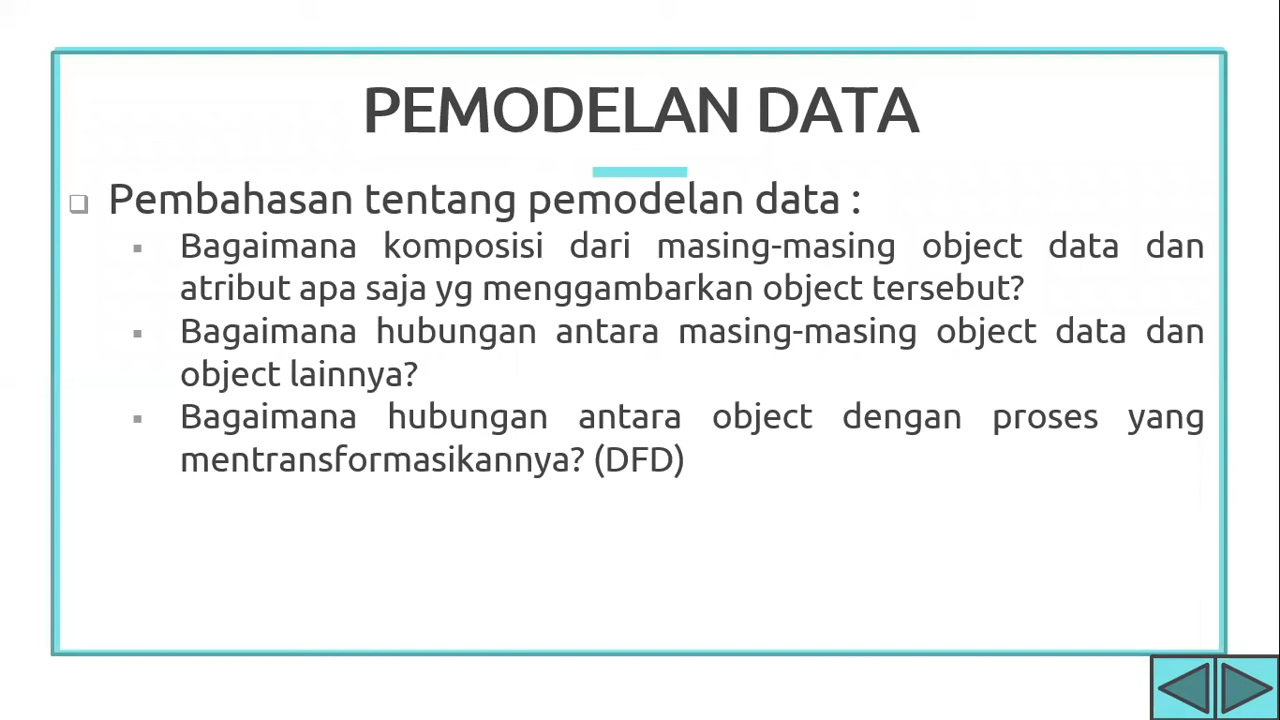 PEMODELAN DATA
Pembahasan tentang pemodelan data :
Bagaimana komposisi dari masing-masing object data dan
atribut apa saja yg menggambarkan object tersebut?
Bagaimana hubungan antara masing-masing object data dan
object lainnya?
Bagaimana hubungan antara object dengan proses yang
mentransformasikannya? (DFD)